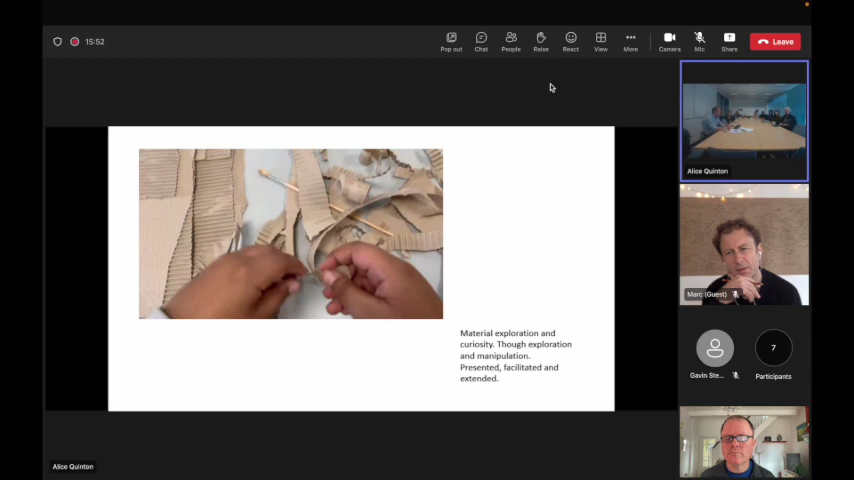 15:52
Pop out
Chat
People
Raise
React
View
More
Camera
Mic
Share
Leave
Alice Quinton
Marc (Guest)
Gavin Ste...
7
Participants
Material exploration and
curiosity. Though exploration
and manipulation.
Presented, facilitated and
extended.
Alice Quinton